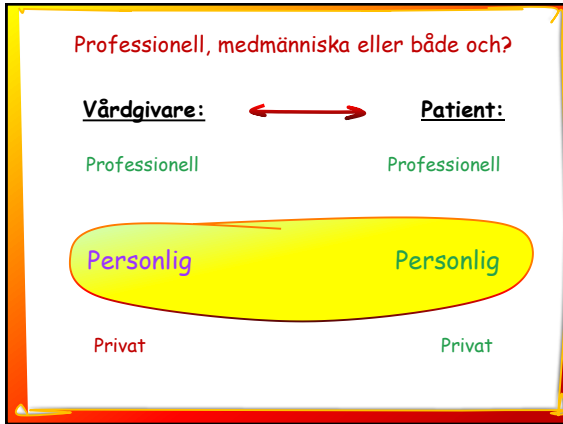 Professionell, medmänniska eller både och?
Vårdgivare: Patient:
Professionell Professionell
Personlig Personlig
Privat Privat